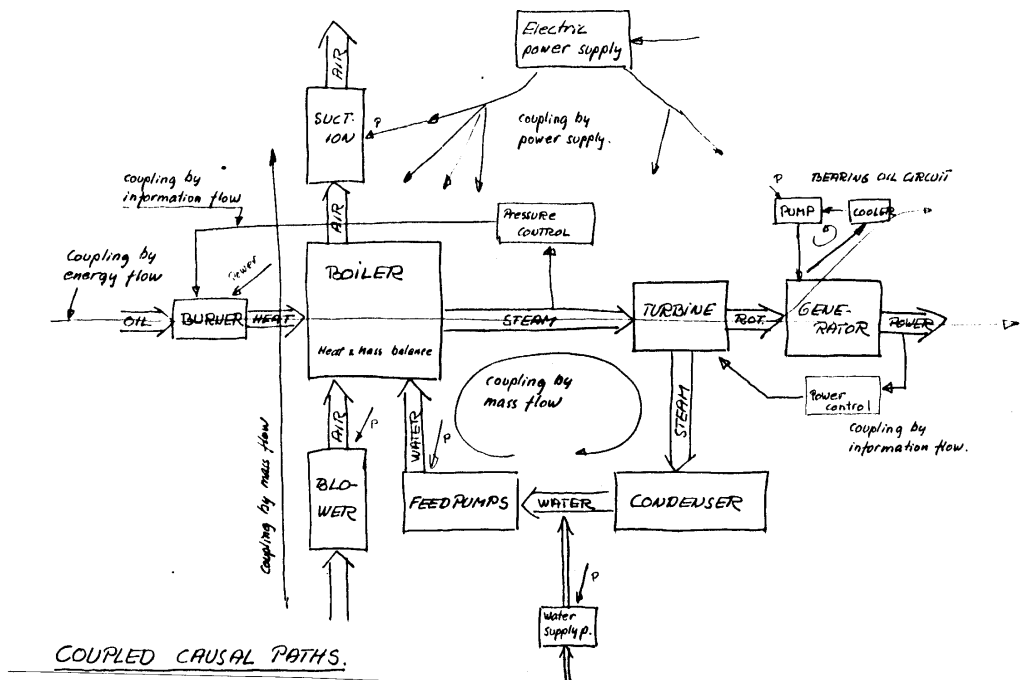 Electric
power supply
AIR
SUCT-
ION
P
coupling by
power supply.
coupling by
information flow
AIR
Pressure
CONTROL
P
BEARING OIL CIRCUIT
PUMP
COOLER
Coupling by
energy flow
Power
BOILER
OIL
BURNER
HEAT
STEAM
TURBINE
ROT.
GENE-
RATOR
POWER
Heat & Mass balance
coupling by
mass flow
Power
control
coupling by
information flow.
coupling by mass flow
AIR
P
WATER
P
STEAM
BLO-
WER
FEEDPUMPS
WATER
CONDENSER
P
Water
supply p.
COUPLED CAUSAL PATHS.